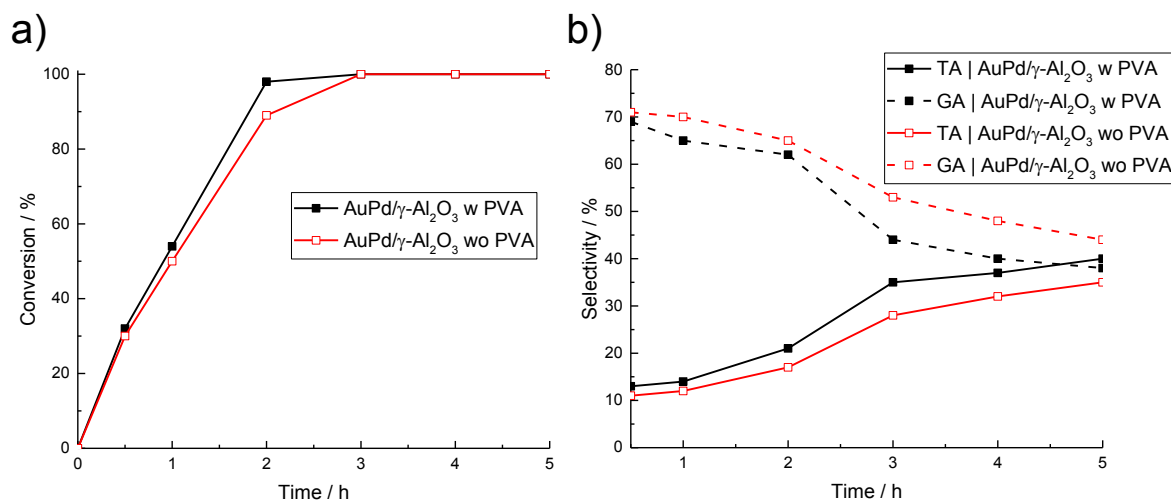 a)
100
80
60
40
20
0
Conversion / %
AuPd/γ-Al₂O₃ w PVA
AuPd/γ-Al₂O₃ wo PVA
0 1 2 3 4 5
Time / h
b)
80
70
60
50
40
30
20
10
0
Selectivity / %
TA | AuPd/γ-Al₂O₃ w PVA
GA | AuPd/γ-Al₂O₃ w PVA
TA | AuPd/γ-Al₂O₃ wo PVA
GA | AuPd/γ-Al₂O₃ wo PVA
1 2 3 4 5
Time / h